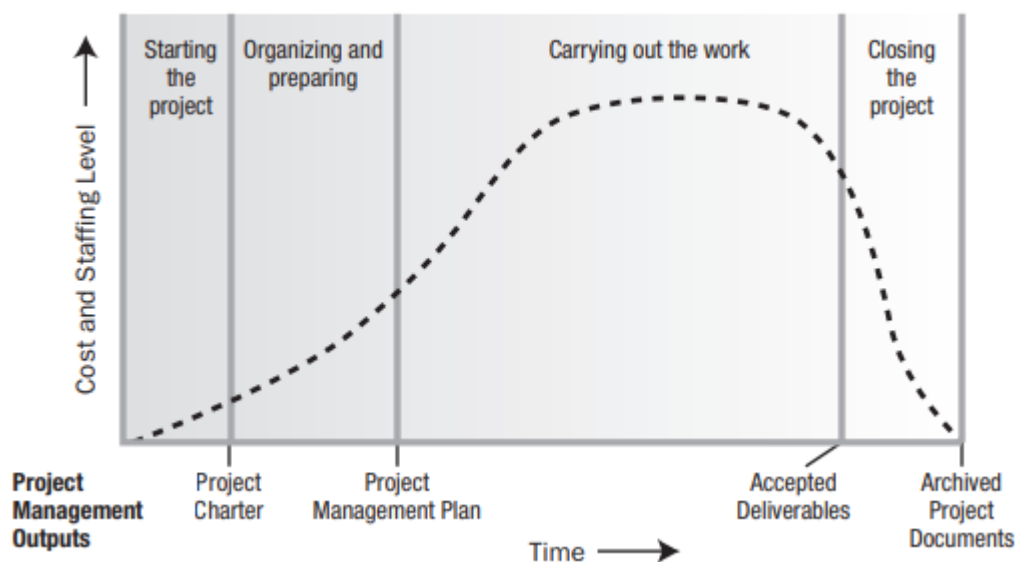 Starting
the
project
Organizing and
preparing
Carrying out the work
Closing
the
project
Cost and Staffing Level
Project
Management
Outputs
Project
Charter
Project
Management Plan
Accepted
Deliverables
Archived
Project
Documents
Time